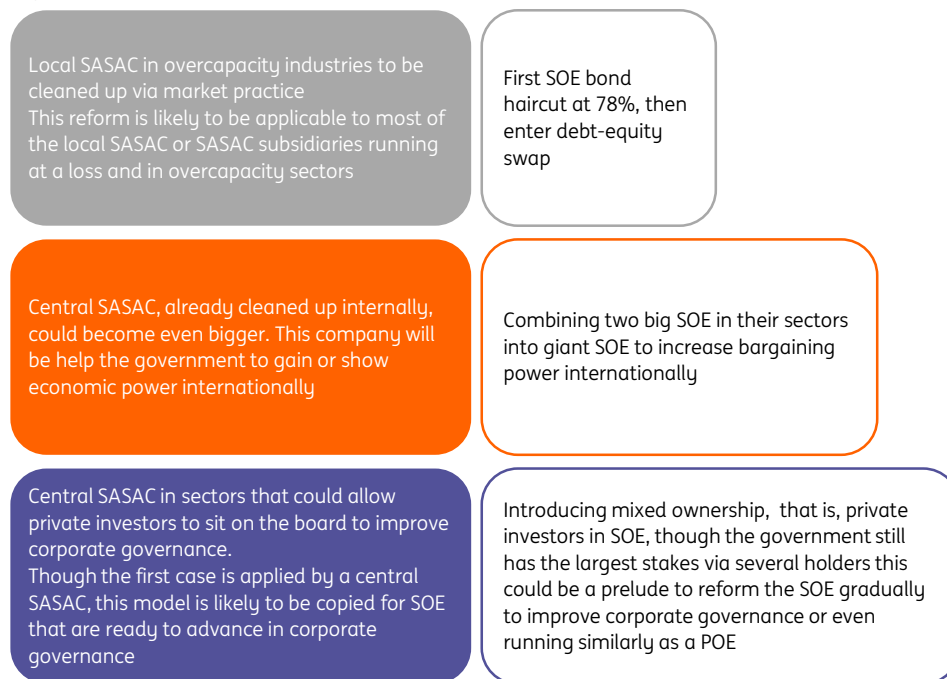 Local SASAC in overcapacity industries to be
cleaned up via market practice
This reform is likely to be applicable to most of
the local SASAC or SASAC subsidiaries running
at a loss and in overcapacity sectors
First SOE bond
haircut at 78%, then
enter debt-equity
swap
Central SASAC, already cleaned up internally,
could become even bigger. This company will
be help the government to gain or show
economic power internationally
Combining two big SOE in their sectors
into giant SOE to increase bargaining
power internationally
Central SASAC in sectors that could allow
private investors to sit on the board to improve
corporate governance.
Though the first case is applied by a central
SASAC, this model is likely to be copied for SOE
that are ready to advance in corporate
governance
Introducing mixed ownership, that is, private
investors in SOE, though the government still
has the largest stakes via several holders this
could be a prelude to reform the SOE gradually
to improve corporate governance or even
running similarly as a POE